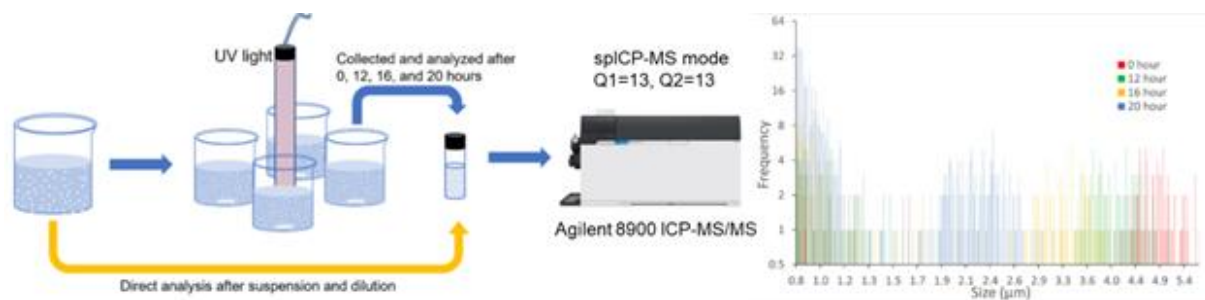 UV light
Collected and analyzed after
0, 12, 16, and 20 hours
Direct analysis after suspension and dilution
spICP-MS mode
Q1=13, Q2=13
Agilent 8900 ICP-MS/MS
64
32
16
8
4
2
1
0.5
Frequency
0 hour
12 hour
16 hour
20 hour
0.8 1.0 1.2 1.3 1.5 1.7 1.9 2.1 2.4 2.6 2.9 3.3 3.6 4.0 4.4 4.9 5.4
Size (µm)